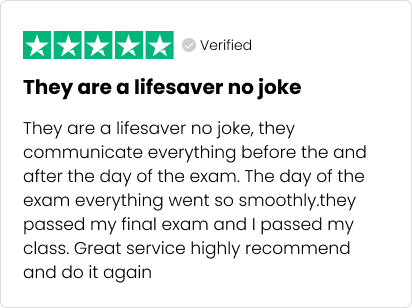 Verified
They are a lifesaver no joke
They are a lifesaver no joke, they
communicate everything before the and
after the day of the exam. The day of the
exam everything went so smoothly.they
passed my final exam and I passed my
class. Great service highly recommend
and do it again